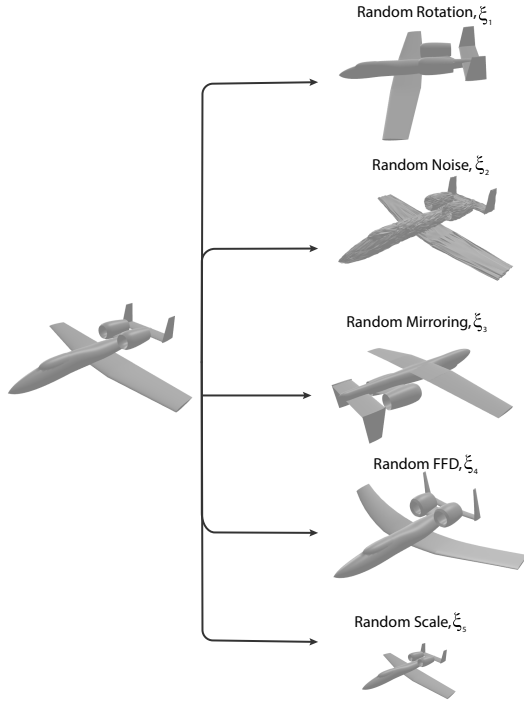 Random Rotation, ξ₁
Random Noise, ξ₂
Random Mirroring, ξ₃
Random FFD, ξ₄
Random Scale, ξ₅